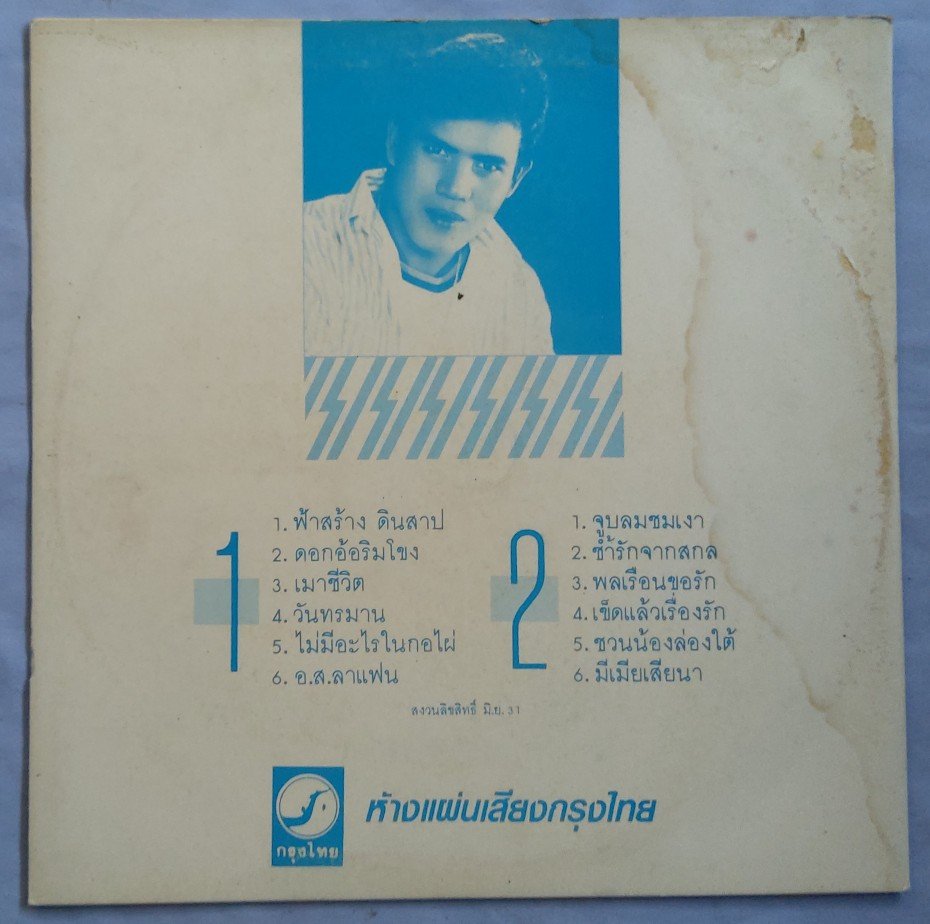 1
1. ฟ้าสร้าง ดินสาป
2. ดอกอ้อริมโขง
3. เมาชีวิต
4. วันทรมาน
5. ไม่มีอะไรในกอไผ่
6. อ.ส.ลาแฟน
2
1. จูบลมชมเงา
2. ช้ำรักจากสกล
3. พลเรือนขอรัก
4. เข็ดแล้วเรื่องรัก
5. ชวนน้องล่องใต้
6. มีเมียเสียนา
สงวนลิขสิทธิ์ มิ.ย. 31
กรุงไทย
ห้างแผ่นเสียงกรุงไทย